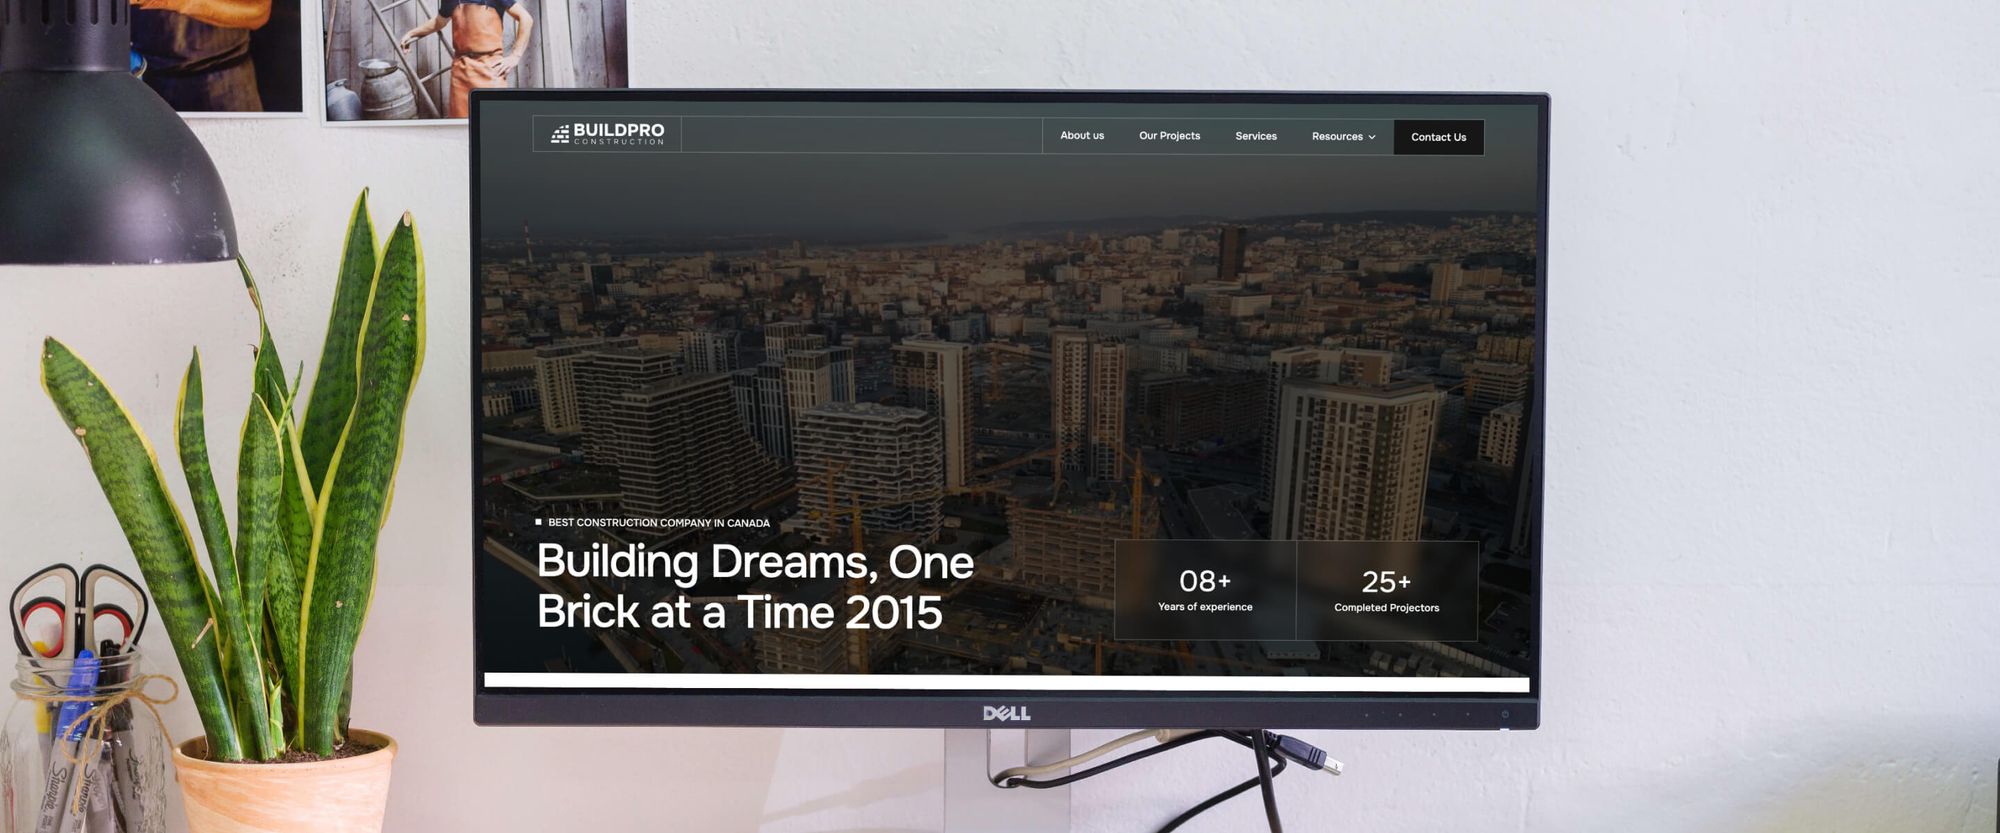 BUILDPRO
CONSTRUCTION
About us
Our Projects
Services
Resources
Contact Us
BEST CONSTRUCTION COMPANY IN CANADA
Building Dreams, One
Brick at a Time 2015
08+
Years of experience
25+
Completed Projectors
DELL
Sharpie
Sharpie